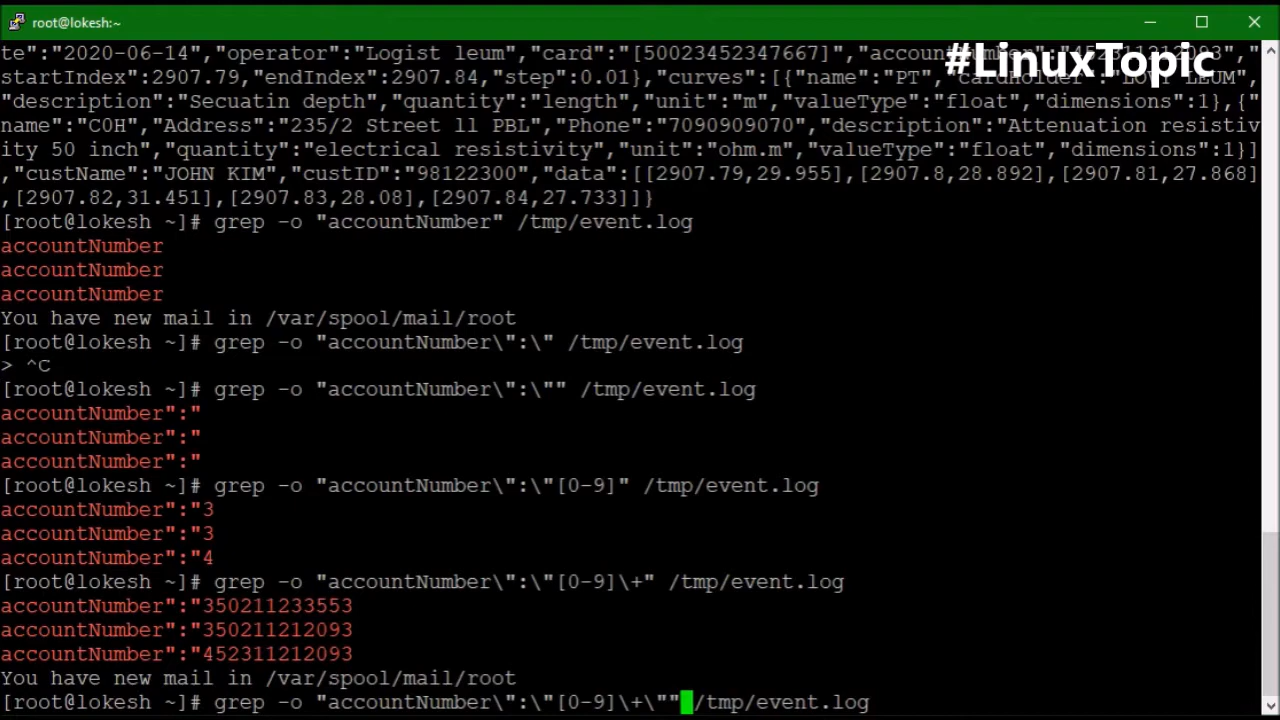 root@lokesh:~
#LinuxTopic
te":"2020-06-14","operator":"Logist leum","card":"[50023452347667]","accountNumber":"452311212093","
startIndex":2907.79,"endIndex":2907.84,"step":0.01},"curves":[{"name":"PT","cardholder":"LOGI LEUM",
"description":"Secuatin depth","quantity":"length","unit":"m","valueType":"float","dimensions":1},{"
name":"C0H","Address":"235/2 Street ll PBL","Phone":"7090909070","description":"Attenuation resistiv
ity 50 inch","quantity":"electrical resistivity","unit":"ohm.m","valueType":"float","dimensions":1}]
,"custName":"JOHN KIM","custID":"98122300","data":[[2907.79,29.955],[2907.8,28.892],[2907.81,27.868]
,[2907.82,31.451],[2907.83,28.08],[2907.84,27.733]]}
[root@lokesh ~]# grep -o "accountNumber" /tmp/event.log
accountNumber
accountNumber
accountNumber
You have new mail in /var/spool/mail/root
[root@lokesh ~]# grep -o "accountNumber\":\" /tmp/event.log
> ^C
[root@lokesh ~]# grep -o "accountNumber\":\"" /tmp/event.log
accountNumber":"
accountNumber":"
accountNumber":"
[root@lokesh ~]# grep -o "accountNumber\":\"[0-9]" /tmp/event.log
accountNumber":"3
accountNumber":"3
accountNumber":"4
[root@lokesh ~]# grep -o "accountNumber\":\"[0-9]\+" /tmp/event.log
accountNumber":"350211233553
accountNumber":"350211212093
accountNumber":"452311212093
You have new mail in /var/spool/mail/root
[root@lokesh ~]# grep -o "accountNumber\":\"[0-9]\+\"" /tmp/event.log